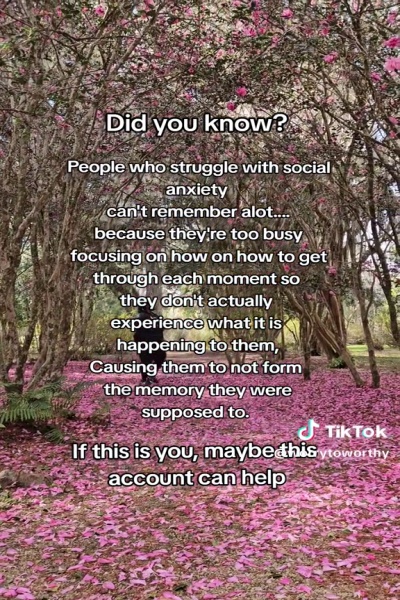 Did you know?
People who struggle with social
anxiety
can't remember alot....
because they're too busy
focusing on how on how to get
through each moment so
they don't actually
experience what it is
happening to them,
Causing them to not form
the memory they were
supposed to.
If this is you, maybe this
account can help
TikTok